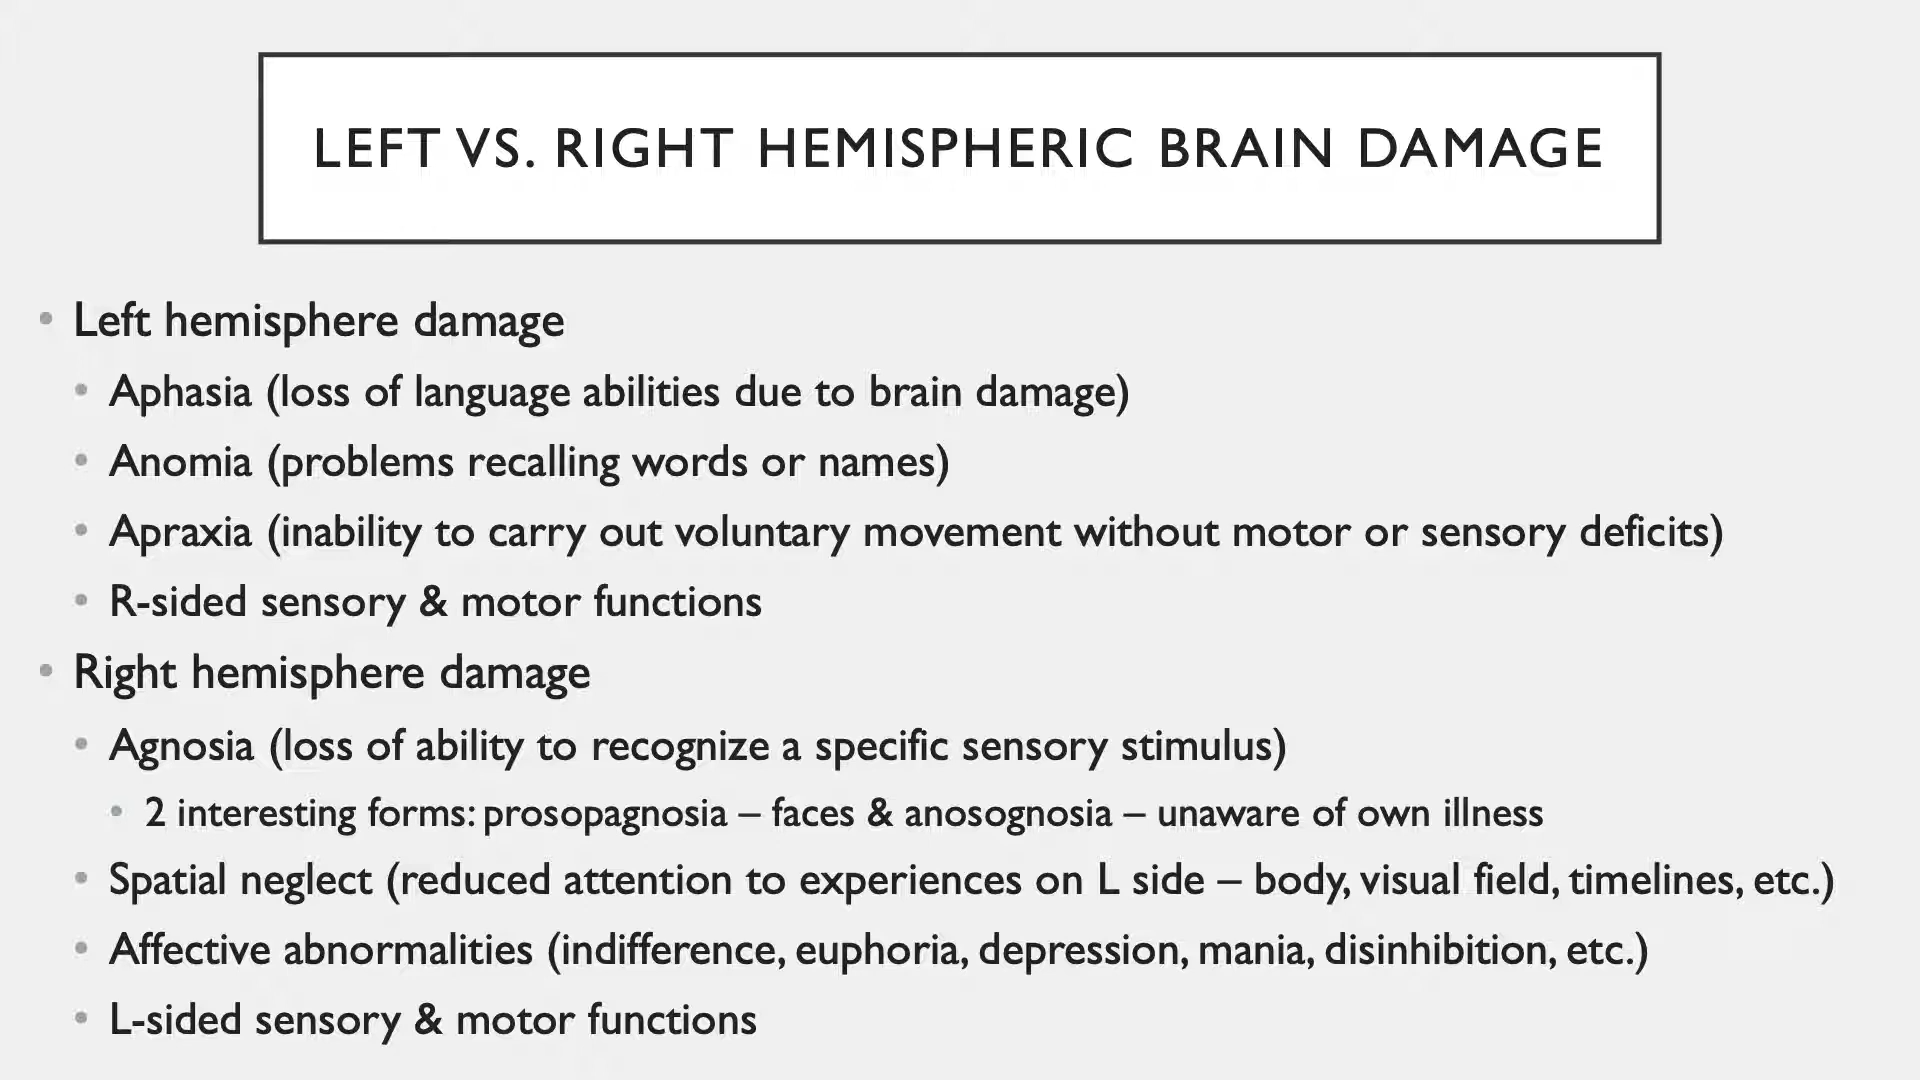 LEFT VS. RIGHT HEMISPHERIC BRAIN DAMAGE
• Left hemisphere damage
• Aphasia (loss of language abilities due to brain damage)
• Anomia (problems recalling words or names)
• Apraxia (inability to carry out voluntary movement without motor or sensory deficits)
• R-sided sensory & motor functions
• Right hemisphere damage
• Agnosia (loss of ability to recognize a specific sensory stimulus)
• 2 interesting forms: prosopagnosia – faces & anosognosia – unaware of own illness
• Spatial neglect (reduced attention to experiences on L side – body, visual field, timelines, etc.)
• Affective abnormalities (indifference, euphoria, depression, mania, disinhibition, etc.)
• L-sided sensory & motor functions